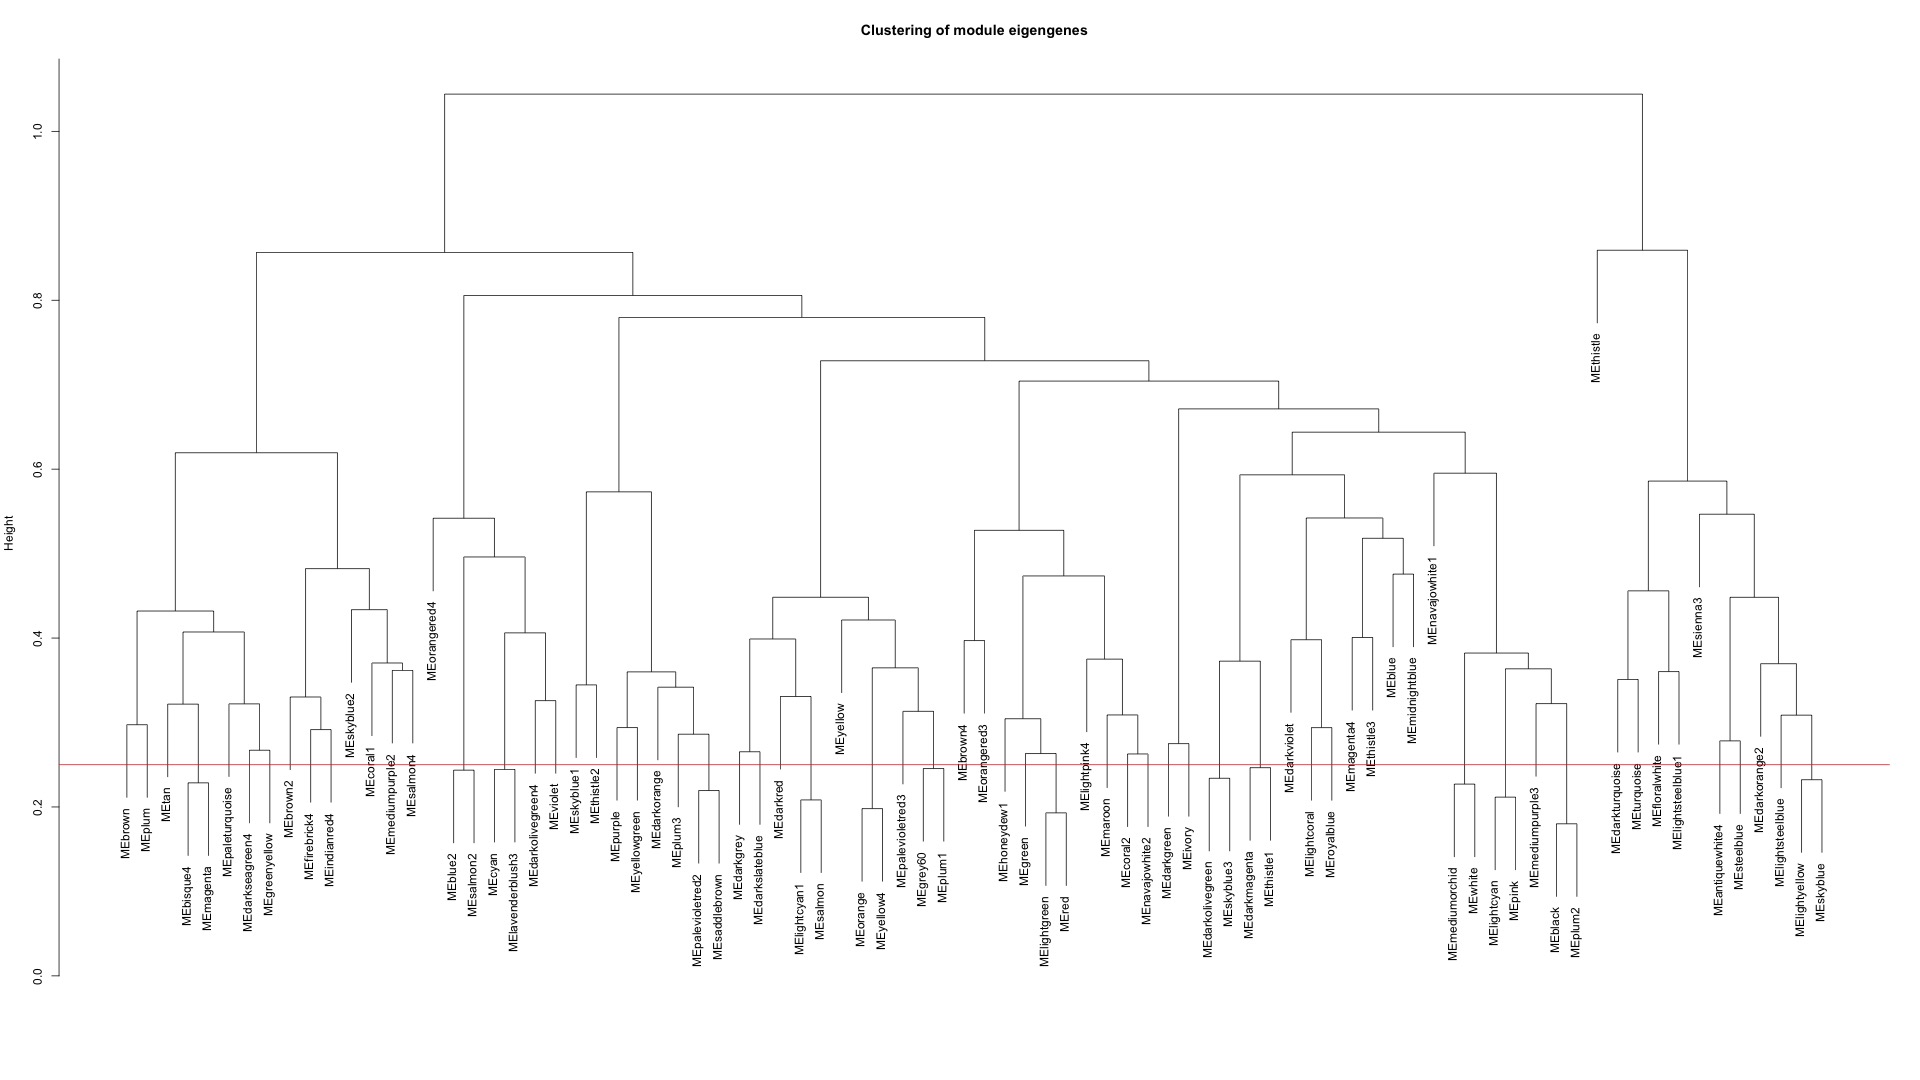 Clustering of module eigengenes
Height
1.0
0.8
0.6
0.4
0.2
0.0
MEbrown
MEplum
MEtan
MEbisque4
MEmagenta
MEpaleturquoise
MEdarkseagreen4
MEgreenyellow
MEbrown2
MEfirebrick4
MEindianred4
MEskyblue2
MEcoral1
MEmediumpurple2
MEsalmon4
MEorangered4
MEblue2
MEsalmon2
MEcyan
MElavenderblush3
MEdarkolivegreen4
MEviolet
MEskyblue1
MEthistle2
MEpurple
MEyellowgreen
MEdarkorange
MEplum3
MEpalevioletred2
MEsaddlebrown
MEdarkgrey
MEdarkslateblue
MEdarkred
MElightcyan1
MEsalmon
MEyellow
MEorange
MEyellow4
MEpalevioletred3
MEgrey60
MEplum1
MEbrown4
MEorangered3
MEhoneydew1
MEgreen
MElightgreen
MEred
MElightpink4
MEmaroon
MEcoral2
MEnavajowhite2
MEdarkgreen
MEivory
MEdarkolivegreen
MEskyblue3
MEdarkmagenta
MEthistle1
MEdarkviolet
MElightcoral
MEroyalblue
MEmagenta4
MEthistle3
MEblue
MEmidnightblue
MEnavajowhite1
MEmediumorchid
MEwhite
MElightcyan
MEpink
MEmediumpurple3
MEblack
MEplum2
MEthistle
MEdarkturquoise
MEturquoise
MEfloralwhite
MElightsteelblue1
MEsienna3
MEantiquewhite4
MEsteelblue
MEdarkorange2
MElightsteelblue
MElightyellow
MEskyblue